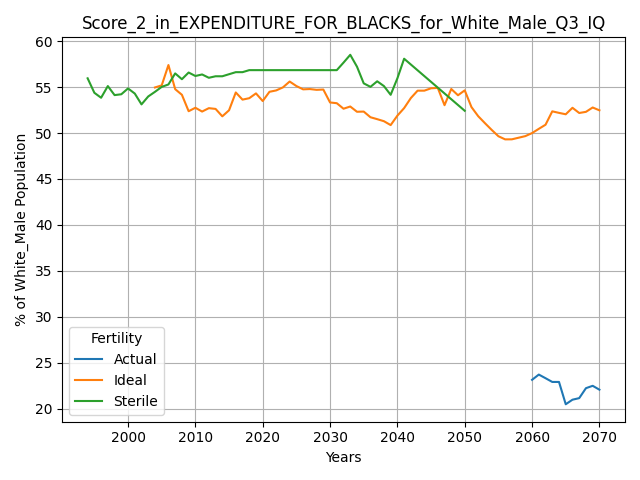 Score_2_in_EXPENDITURE_FOR_BLACKS_for_White_Male_Q3_IQ
60
55
50
45
40
35
30
25
20
% of White_Male Population
Fertility
Actual
Ideal
Sterile
2000 2010 2020 2030 2040 2050 2060 2070
Years